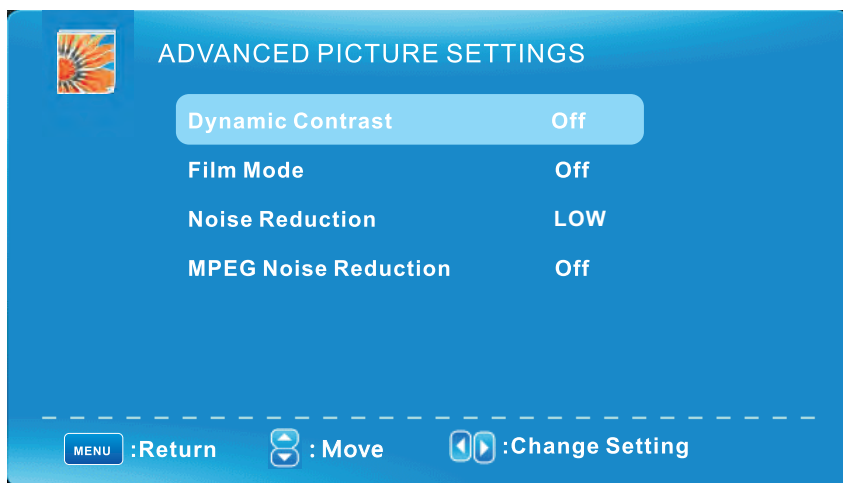 ADVANCED PICTURE SETTINGS
Dynamic Contrast Off
Film Mode Off
Noise Reduction LOW
MPEG Noise Reduction Off
MENU :Return : Move :Change Setting